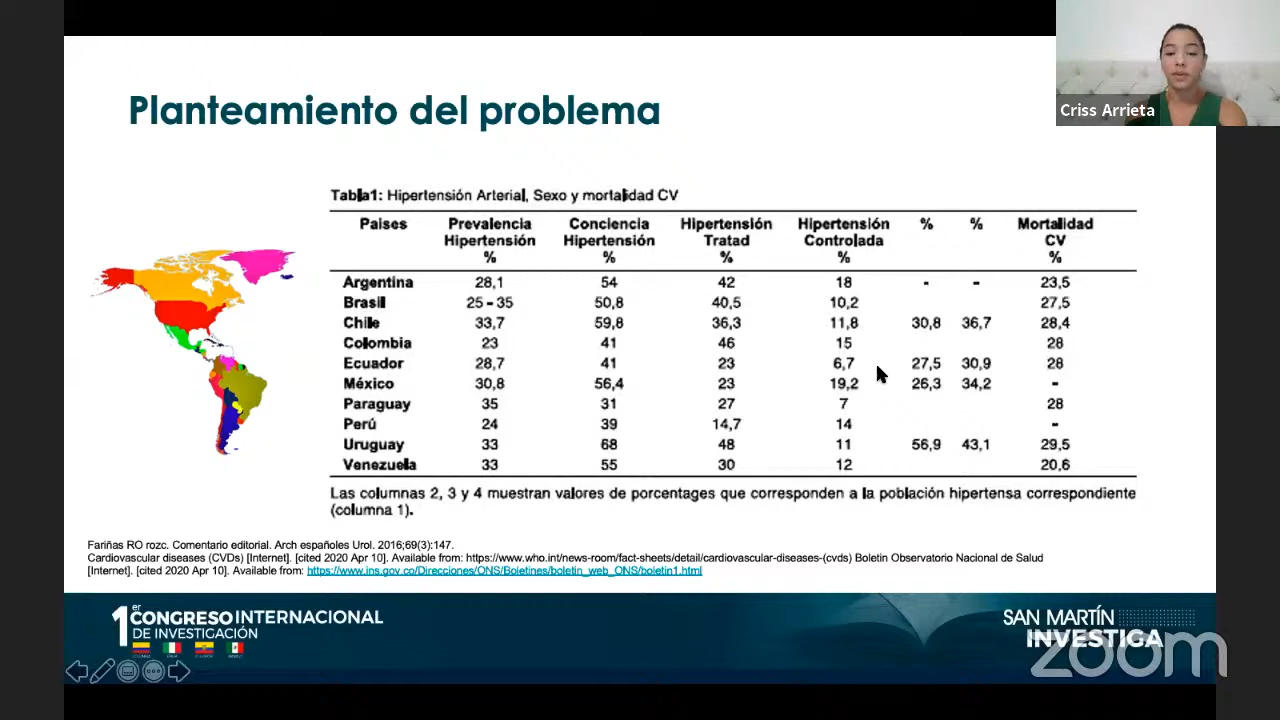 Planteamiento del problema
Criss Arrieta
Tabla1: Hipertensión Arterial, Sexo y mortalidad CV
Paises Prevalencia Hipertensión % Conciencia Hipertensión % Hipertensión Tratad % Hipertensión Controlada % % % Mortalidad CV %
Argentina 28,1 54 42 18 - - 23,5
Brasil 25 - 35 50,8 40,5 10,2 27,5
Chile 33,7 59,8 36,3 11,8 30,8 36,7 28,4
Colombia 23 41 46 15 28
Ecuador 28,7 41 23 6,7 27,5 30,9 28
México 30,8 56,4 23 19,2 26,3 34,2 -
Paraguay 35 31 27 7 28
Perú 24 39 14,7 14 -
Uruguay 33 68 48 11 56,9 43,1 29,5
Venezuela 33 55 30 12 20,6
Las columnas 2, 3 y 4 muestran valores de porcentages que corresponden a la población hipertensa correspondiente
(columna 1).
Fariñas RO rozc. Comentario editorial. Arch españoles Urol. 2016;69(3):147.
Cardiovascular diseases (CVDs) [Internet]. [cited 2020 Apr 10]. Available from: https://www.who.int/news-room/fact-sheets/detail/cardiovascular-diseases-(cvds) Boletin Observatorio Nacional de Salud
[Internet]. [cited 2020 Apr 10]. Available from: https://www.ins.gov.co/Direcciones/ONS/Boletines/boletin_web_ONS/boletin1.html
1er CONGRESO INTERNACIONAL
DE INVESTIGACIÓN
SAN MARTÍN
INVESTIGA
zoom